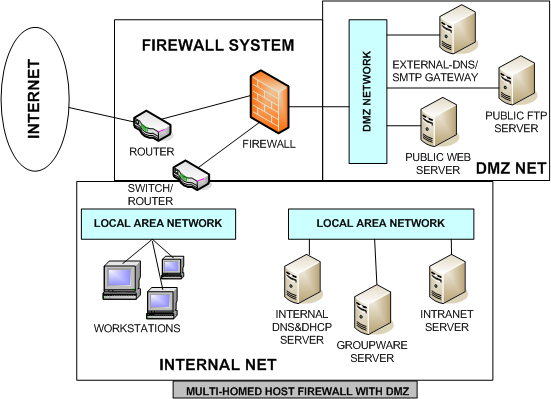 INTERNET
FIREWALL SYSTEM
ROUTER
FIREWALL
DMZ NETWORK
EXTERNAL-DNS/
SMTP GATEWAY
PUBLIC FTP
SERVER
PUBLIC WEB
SERVER
DMZ NET
SWITCH/
ROUTER
LOCAL AREA NETWORK
WORKSTATIONS
LOCAL AREA NETWORK
INTERNAL
DNS&DHCP
SERVER
GROUPWARE
SERVER
INTRANET
SERVER
INTERNAL NET
MULTI-HOMED HOST FIREWALL WITH DMZ